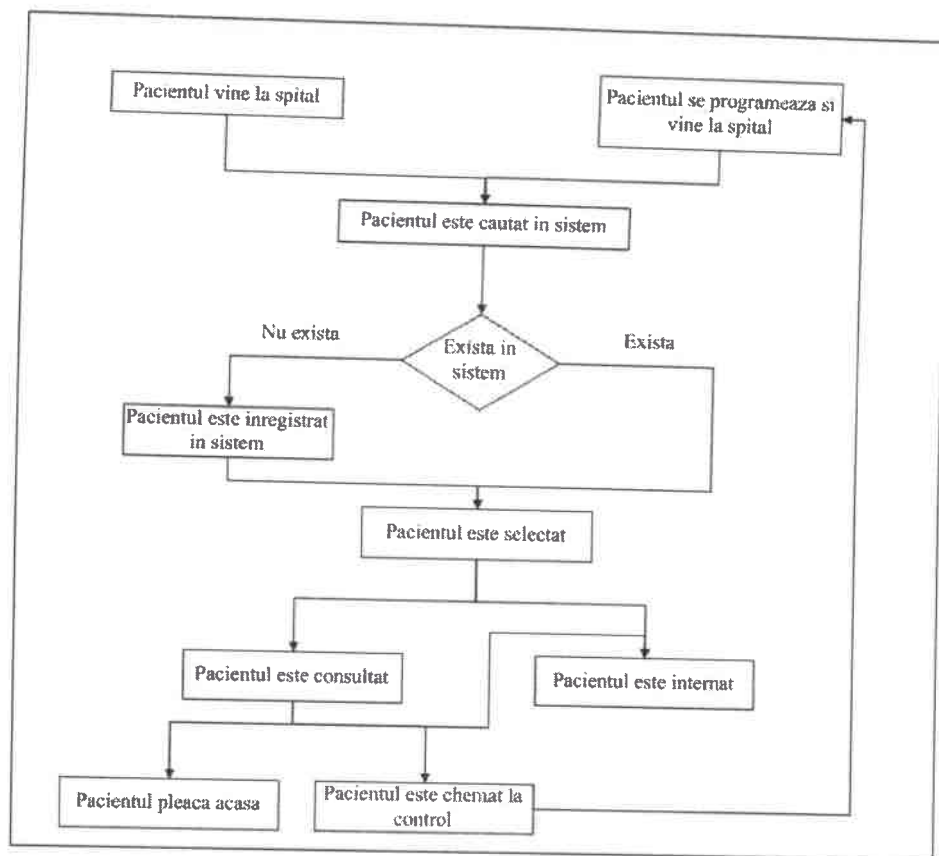 Pacientul vine la spital
Pacientul se programeaza si
vine la spital
Pacientul este cautat in sistem
Nu exista
Exista in
sistem
Exista
Pacientul este inregistrat
in sistem
Pacientul este selectat
Pacientul este consultat
Pacientul este internat
Pacientul pleaca acasa
Pacientul este chemat la
control